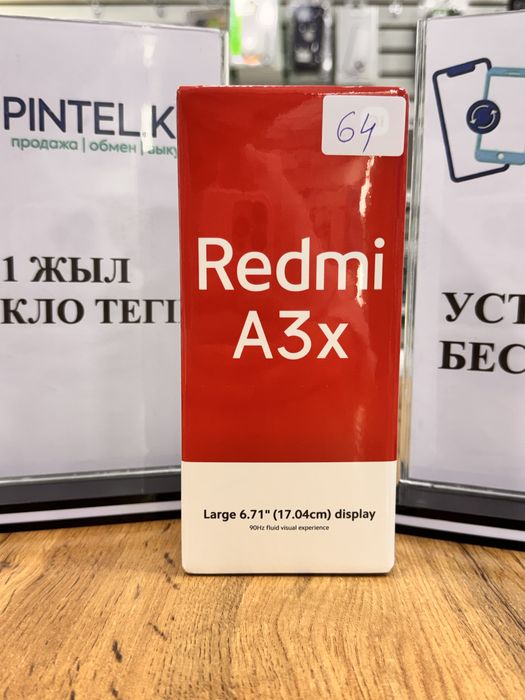 PINTEL.K
продажа | обмен | выку
1 ЖЫЛ
КЛО ТЕГІ
64
Redmi
A3x
Large 6.71" (17.04cm) display
90Hz fluid visual experience
УСТ
БЕС